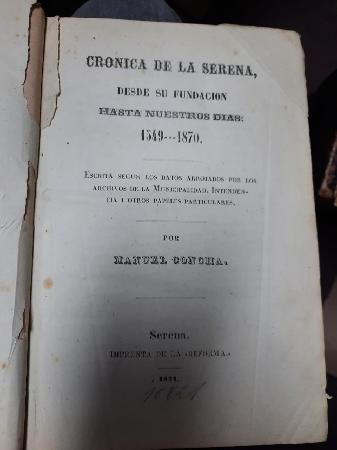 CRONICA DE LA SERENA,
DESDE SU FUNDACION
HASTA NUESTROS DIAS:
1549---1870.
ESCRITA SEGUN LOS DATOS ARROJADOS POR LOS
ARCHIVOS DE LA MUNICIPALIDAD, INTENDEN-
CIA I OTROS PAPELES PARTICULARES.
POR
MANUEL CONCHA.
Serena.
IMPRENTA DE LA «REFORMA.»
1871.